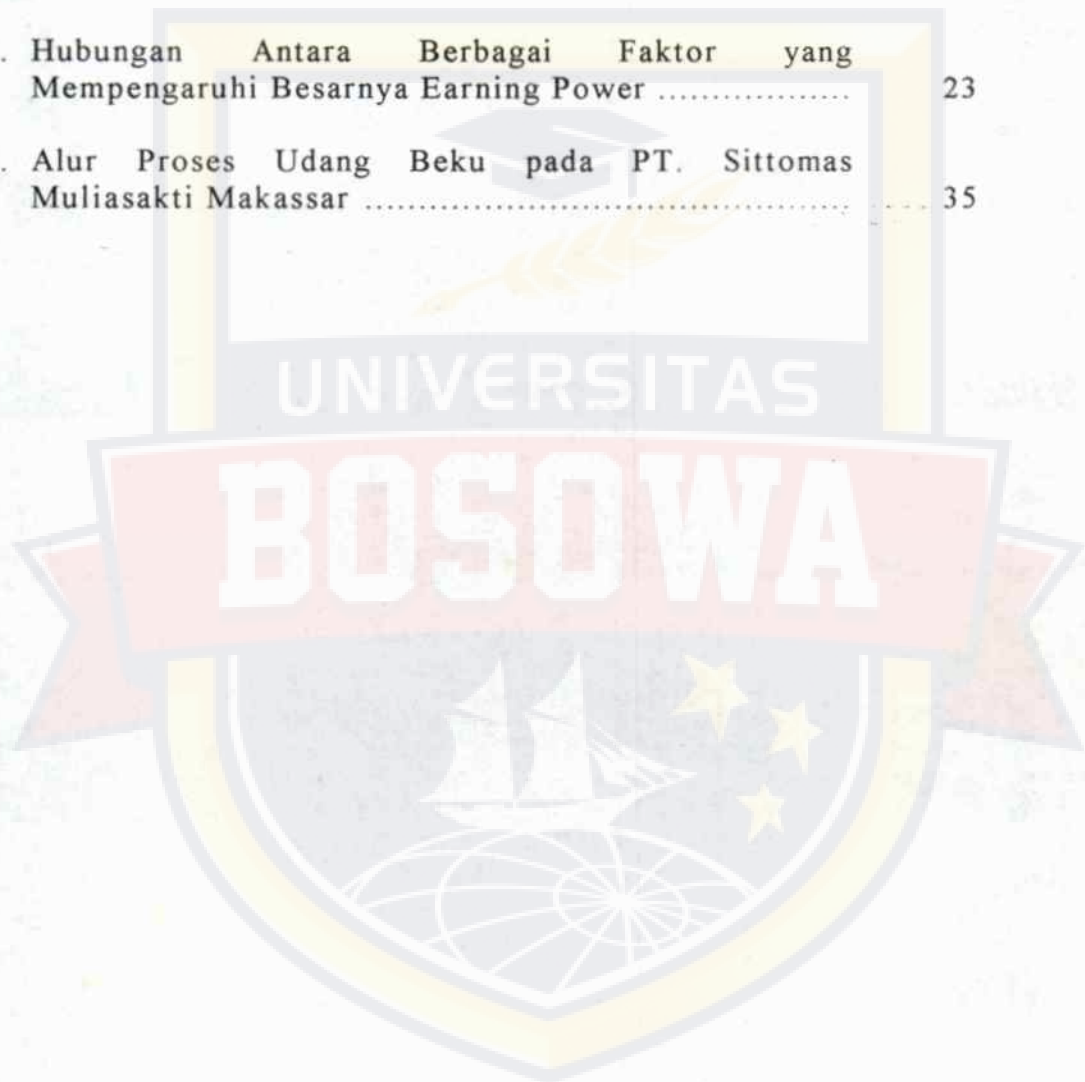 . Hubungan Antara Berbagai Faktor yang
Mempengaruhi Besarnya Earning Power .................. 23
. Alur Proses Udang Beku pada PT. Sittomas
Muliasakti Makassar ............................................... 35
UNIVERSITAS
BOSOWA